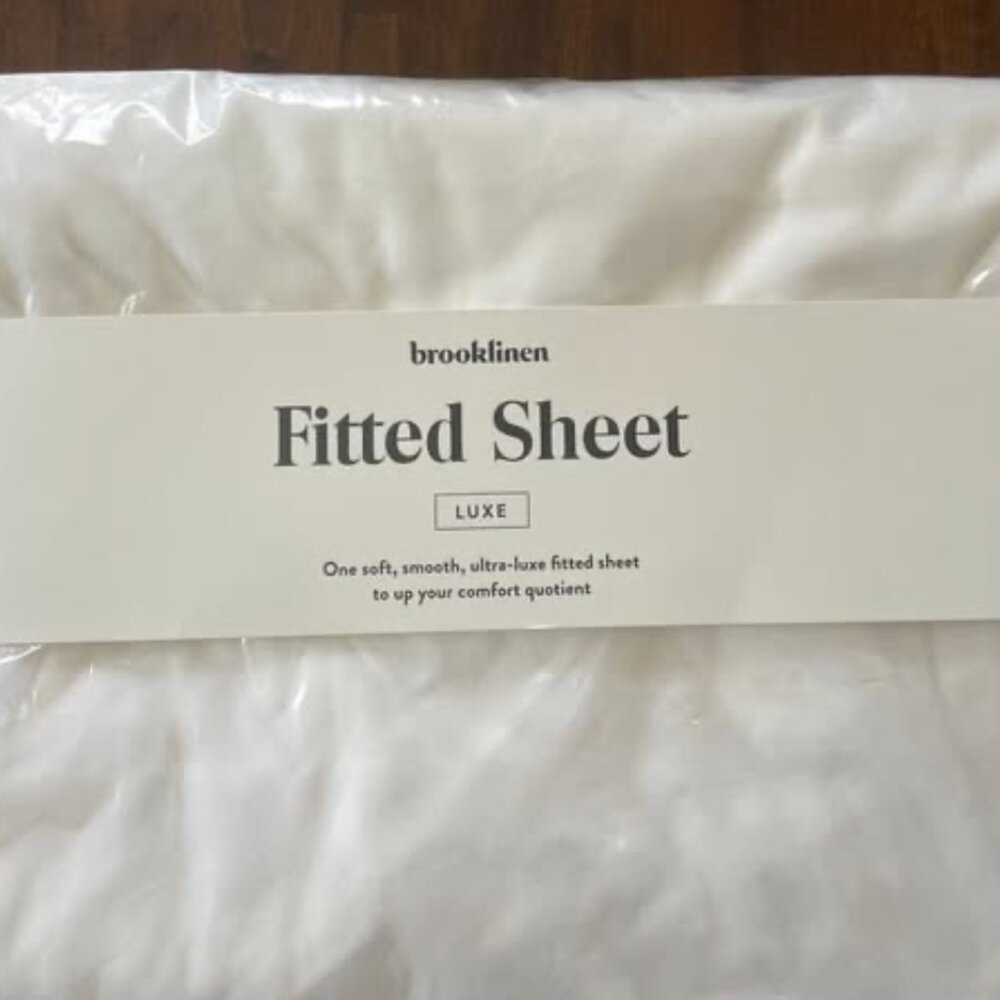 brooklinen
Fitted Sheet
LUXE
One soft, smooth, ultra-luxe fitted sheet
to up your comfort quotient